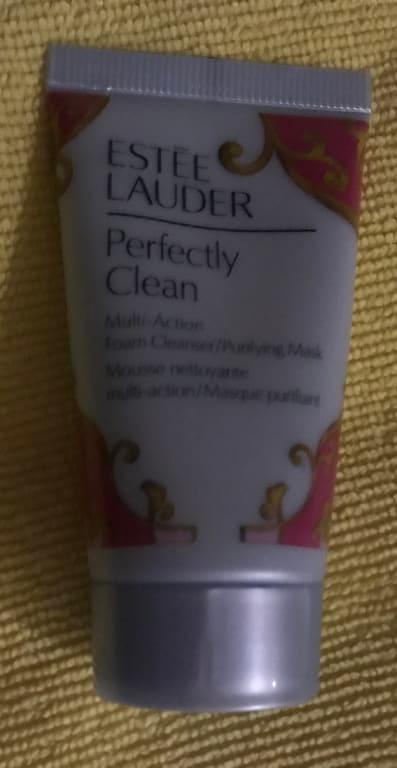 ESTĒE
LAUDER
Perfectly
Clean
Multi-Action
Foam Cleanser/Purifying Mask
Mousse nettoyante
multi-action/Masque purifiant